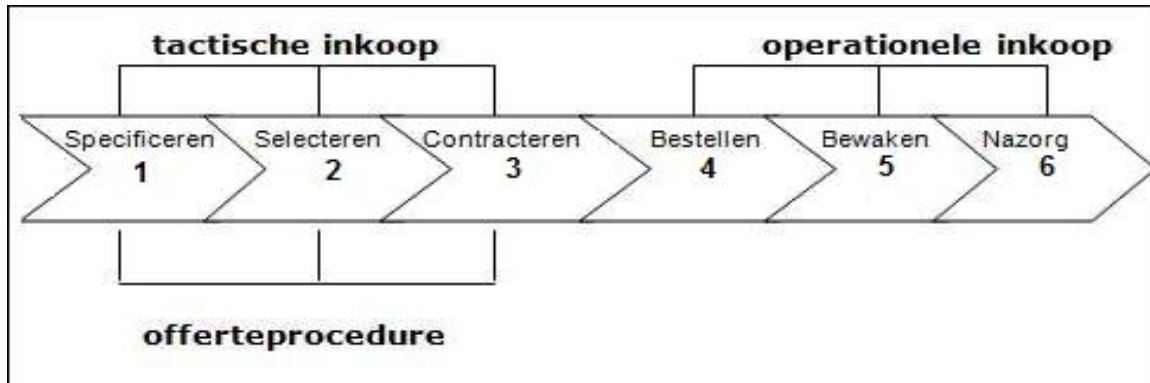 tactische inkoop
operationele inkoop
Specificeren Selecteren Contracteren Bestellen Bewaken Nazorg
1 2 3 4 5 6
offerteprocedure